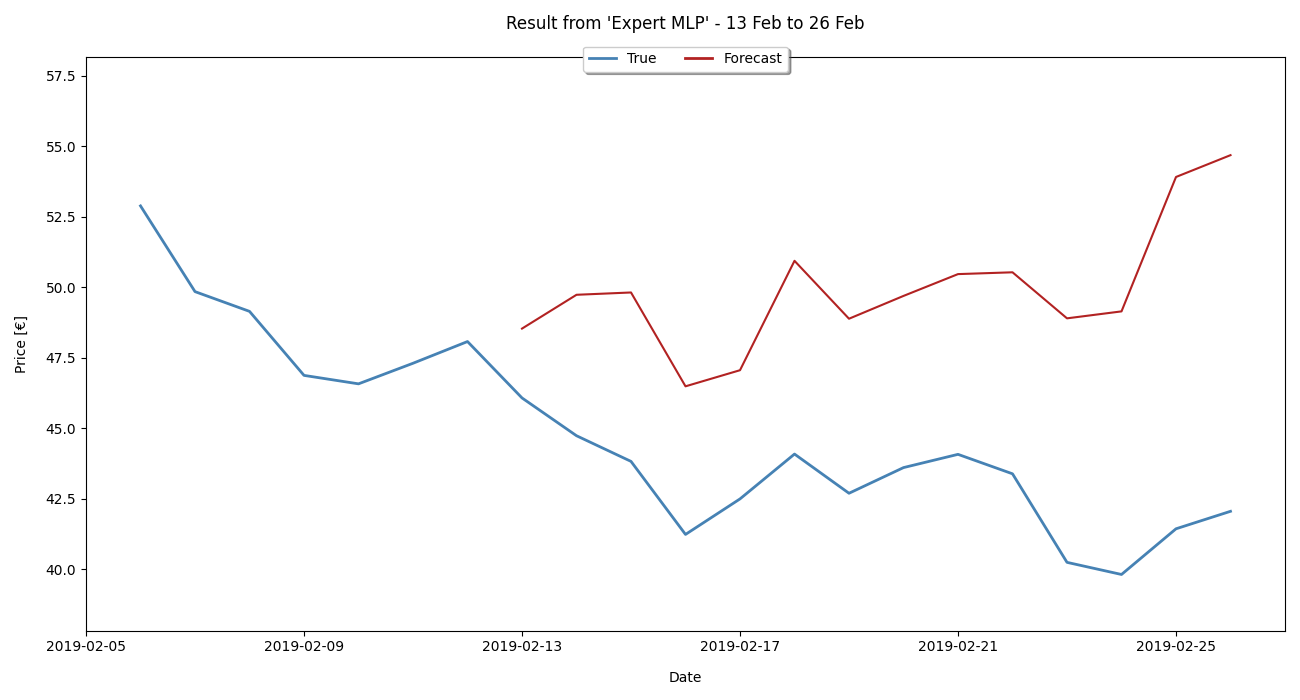 Result from 'Expert MLP' - 13 Feb to 26 Feb
True Forecast
57.5
55.0
52.5
50.0
47.5
45.0
42.5
40.0
Price [€]
2019-02-05 2019-02-09 2019-02-13 2019-02-17 2019-02-21 2019-02-25
Date